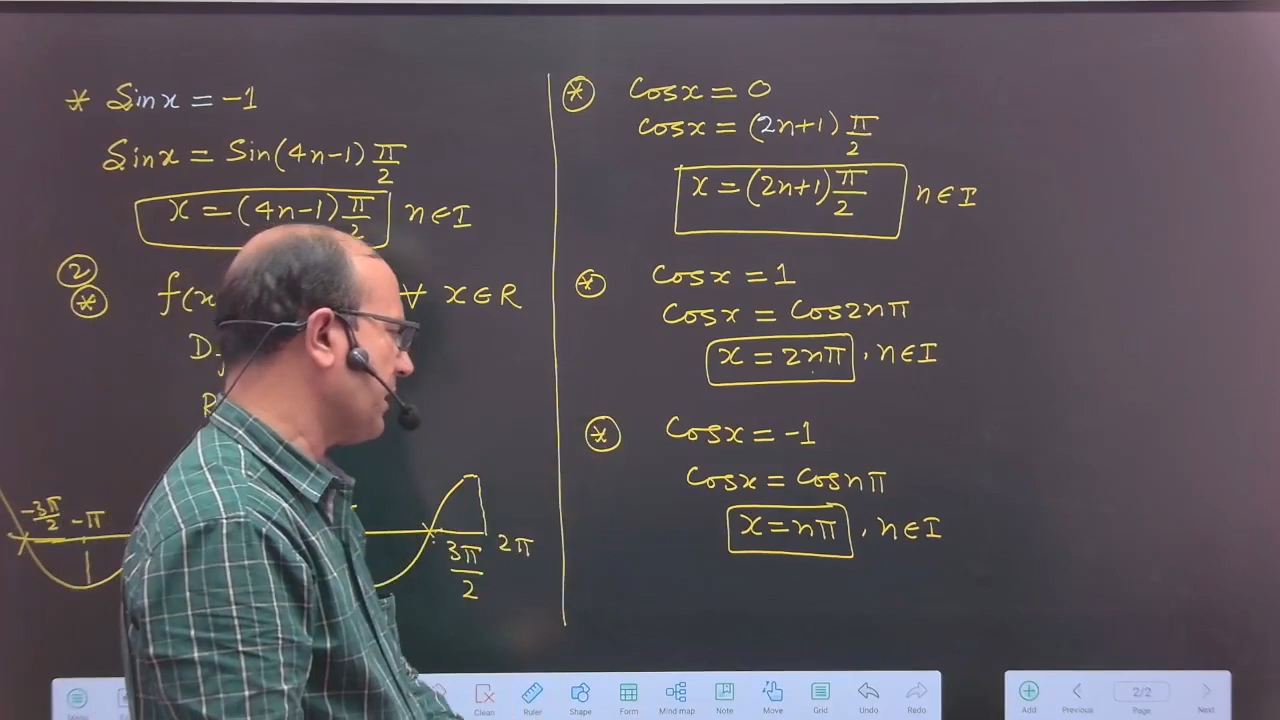 * Sinx = -1
Sinx = Sin(4n-1) π/2
x = (4n-1) π/2 n ∈ I
2
* f(x ∀ x ∈ R
D
R
-3π/2 -π 3π/2 2π
* Cosx = 0
Cosx = (2n+1) π/2
x = (2n+1) π/2 n ∈ I
* Cosx = 1
Cosx = Cos2nπ
x = 2nπ , n ∈ I
* Cosx = -1
Cosx = Cosnπ
x = nπ , n ∈ I
Clean Ruler Shape Form Mind map Note Move Grid Undo Redo
Add Previous 2/2 Page Next